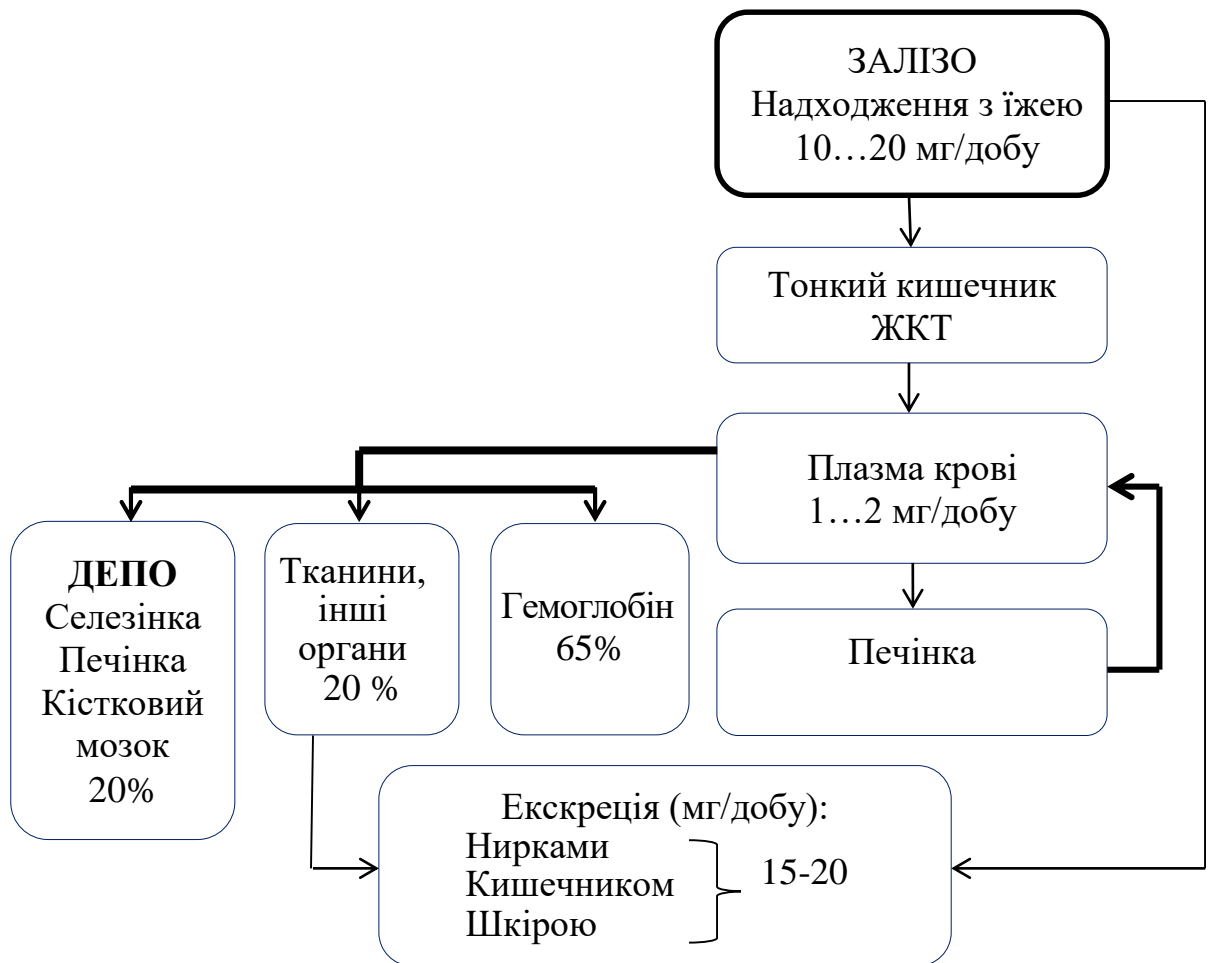 ЗАЛІЗО
Надходження з їжею
10…20 мг/добу
Тонкий кишечник
ЖКТ
Плазма крові
1…2 мг/добу
ДЕПО
Селезінка
Печінка
Кістковий
мозок
20%
Тканини,
інші
органи
20 %
Гемоглобін
65%
Печінка
Екскреція (мг/добу):
Нирками
Кишечником
Шкірою
15-20